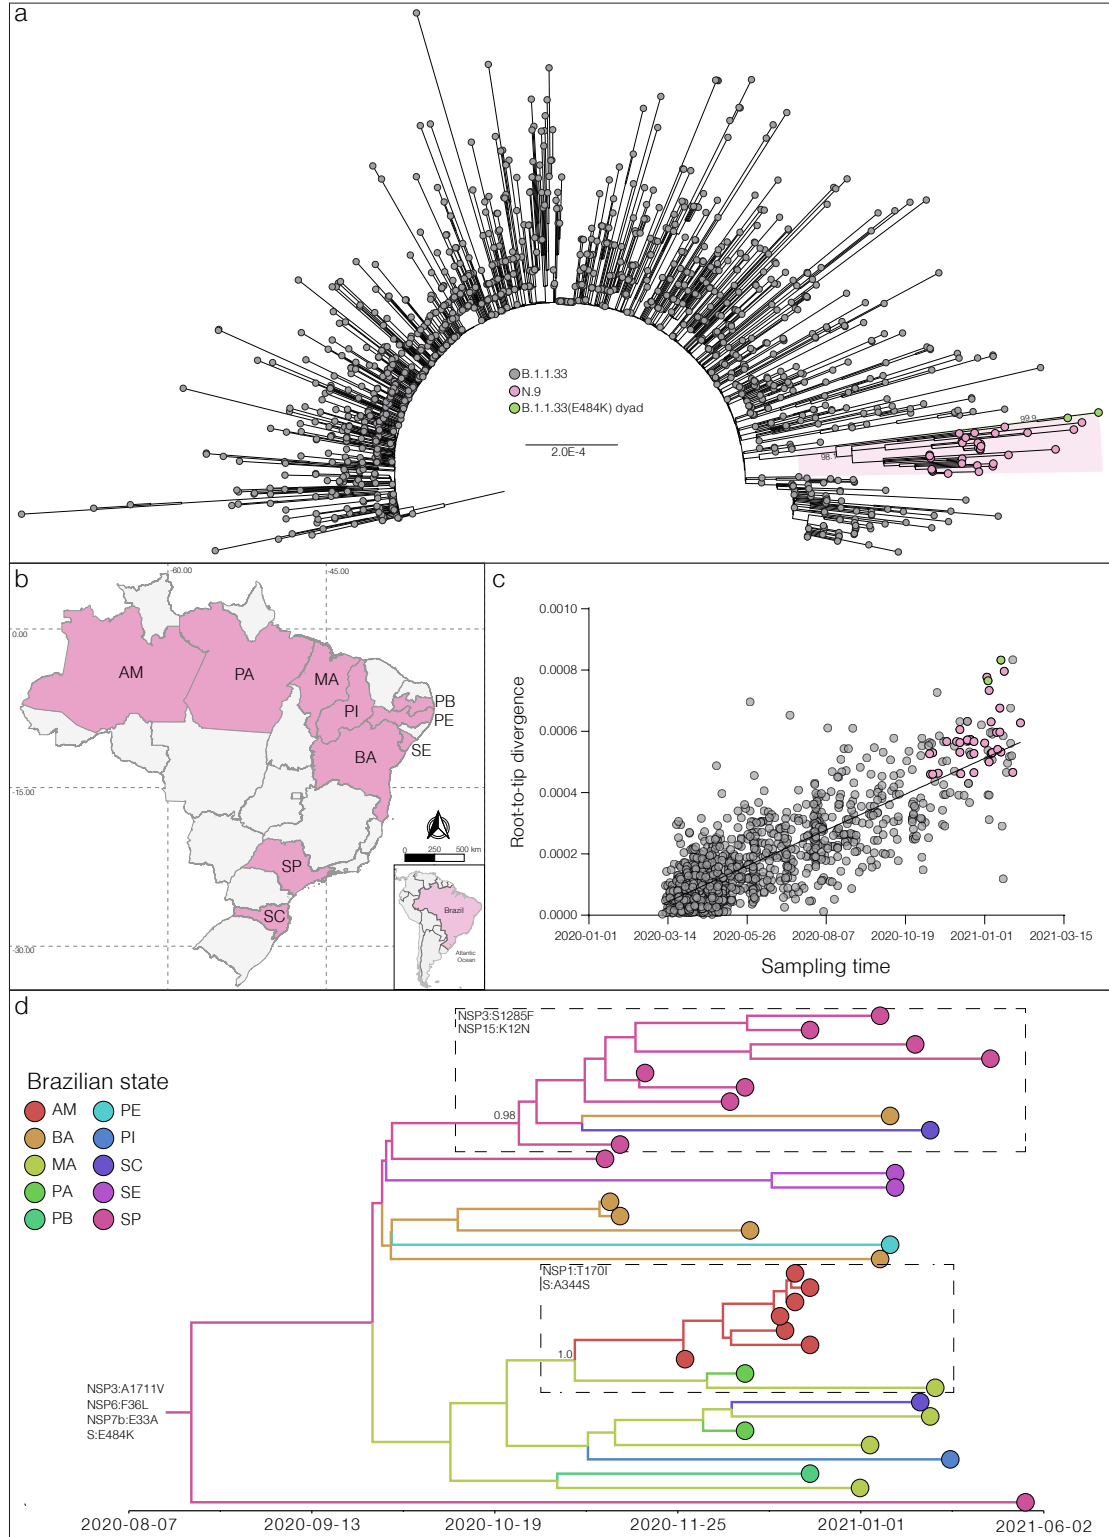 a
B.1.1.33
N.9
B.1.1.33(E484K) dyad
2.0E-4
99.9
b
-60.00
-45.00
0.00
-15.00
-30.00
AM
PA
MA
PI
PB
PE
SE
BA
SP
SC
0
250
500 km
Brazil
Atlantic
Ocean
c
Root-to-tip divergence
0.0010
0.0008
0.0006
0.0004
0.0002
0.0000
2020-01-01
2020-03-14
2020-05-26
2020-08-07
2020-10-19
2021-01-01
2021-03-15
Sampling time
d
Brazilian state
AM
PE
BA
PI
MA
SC
PA
SE
PB
SP
NSP3:S1285F
NSP15:K12N
0.98
NSP1:T170I
S:A344S
1.0
NSP3:A1711V
NSP6:F36L
NSP7b:E33A
S:E484K
2020-08-07
2020-09-13
2020-10-19
2020-11-25
2021-01-01
2021-06-02